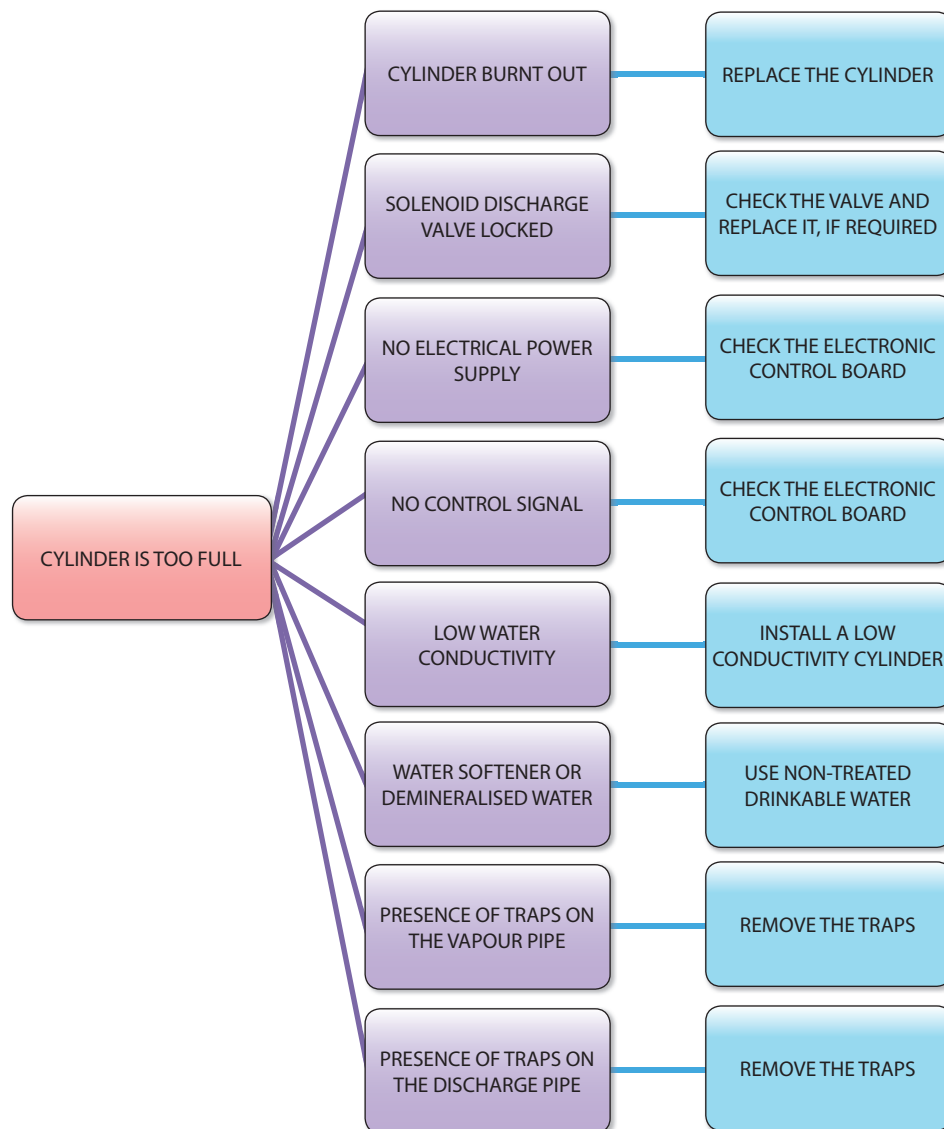 CYLINDER BURNT OUT
REPLACE THE CYLINDER
SOLENOID DISCHARGE
VALVE LOCKED
CHECK THE VALVE AND
REPLACE IT, IF REQUIRED
NO ELECTRICAL POWER
SUPPLY
CHECK THE ELECTRONIC
CONTROL BOARD
NO CONTROL SIGNAL
CHECK THE ELECTRONIC
CONTROL BOARD
CYLINDER IS TOO FULL
LOW WATER
CONDUCTIVITY
INSTALL A LOW
CONDUCTIVITY CYLINDER
WATER SOFTENER OR
DEMINERALISED WATER
USE NON-TREATED
DRINKABLE WATER
PRESENCE OF TRAPS ON
THE VAPOUR PIPE
REMOVE THE TRAPS
PRESENCE OF TRAPS ON
THE DISCHARGE PIPE
REMOVE THE TRAPS